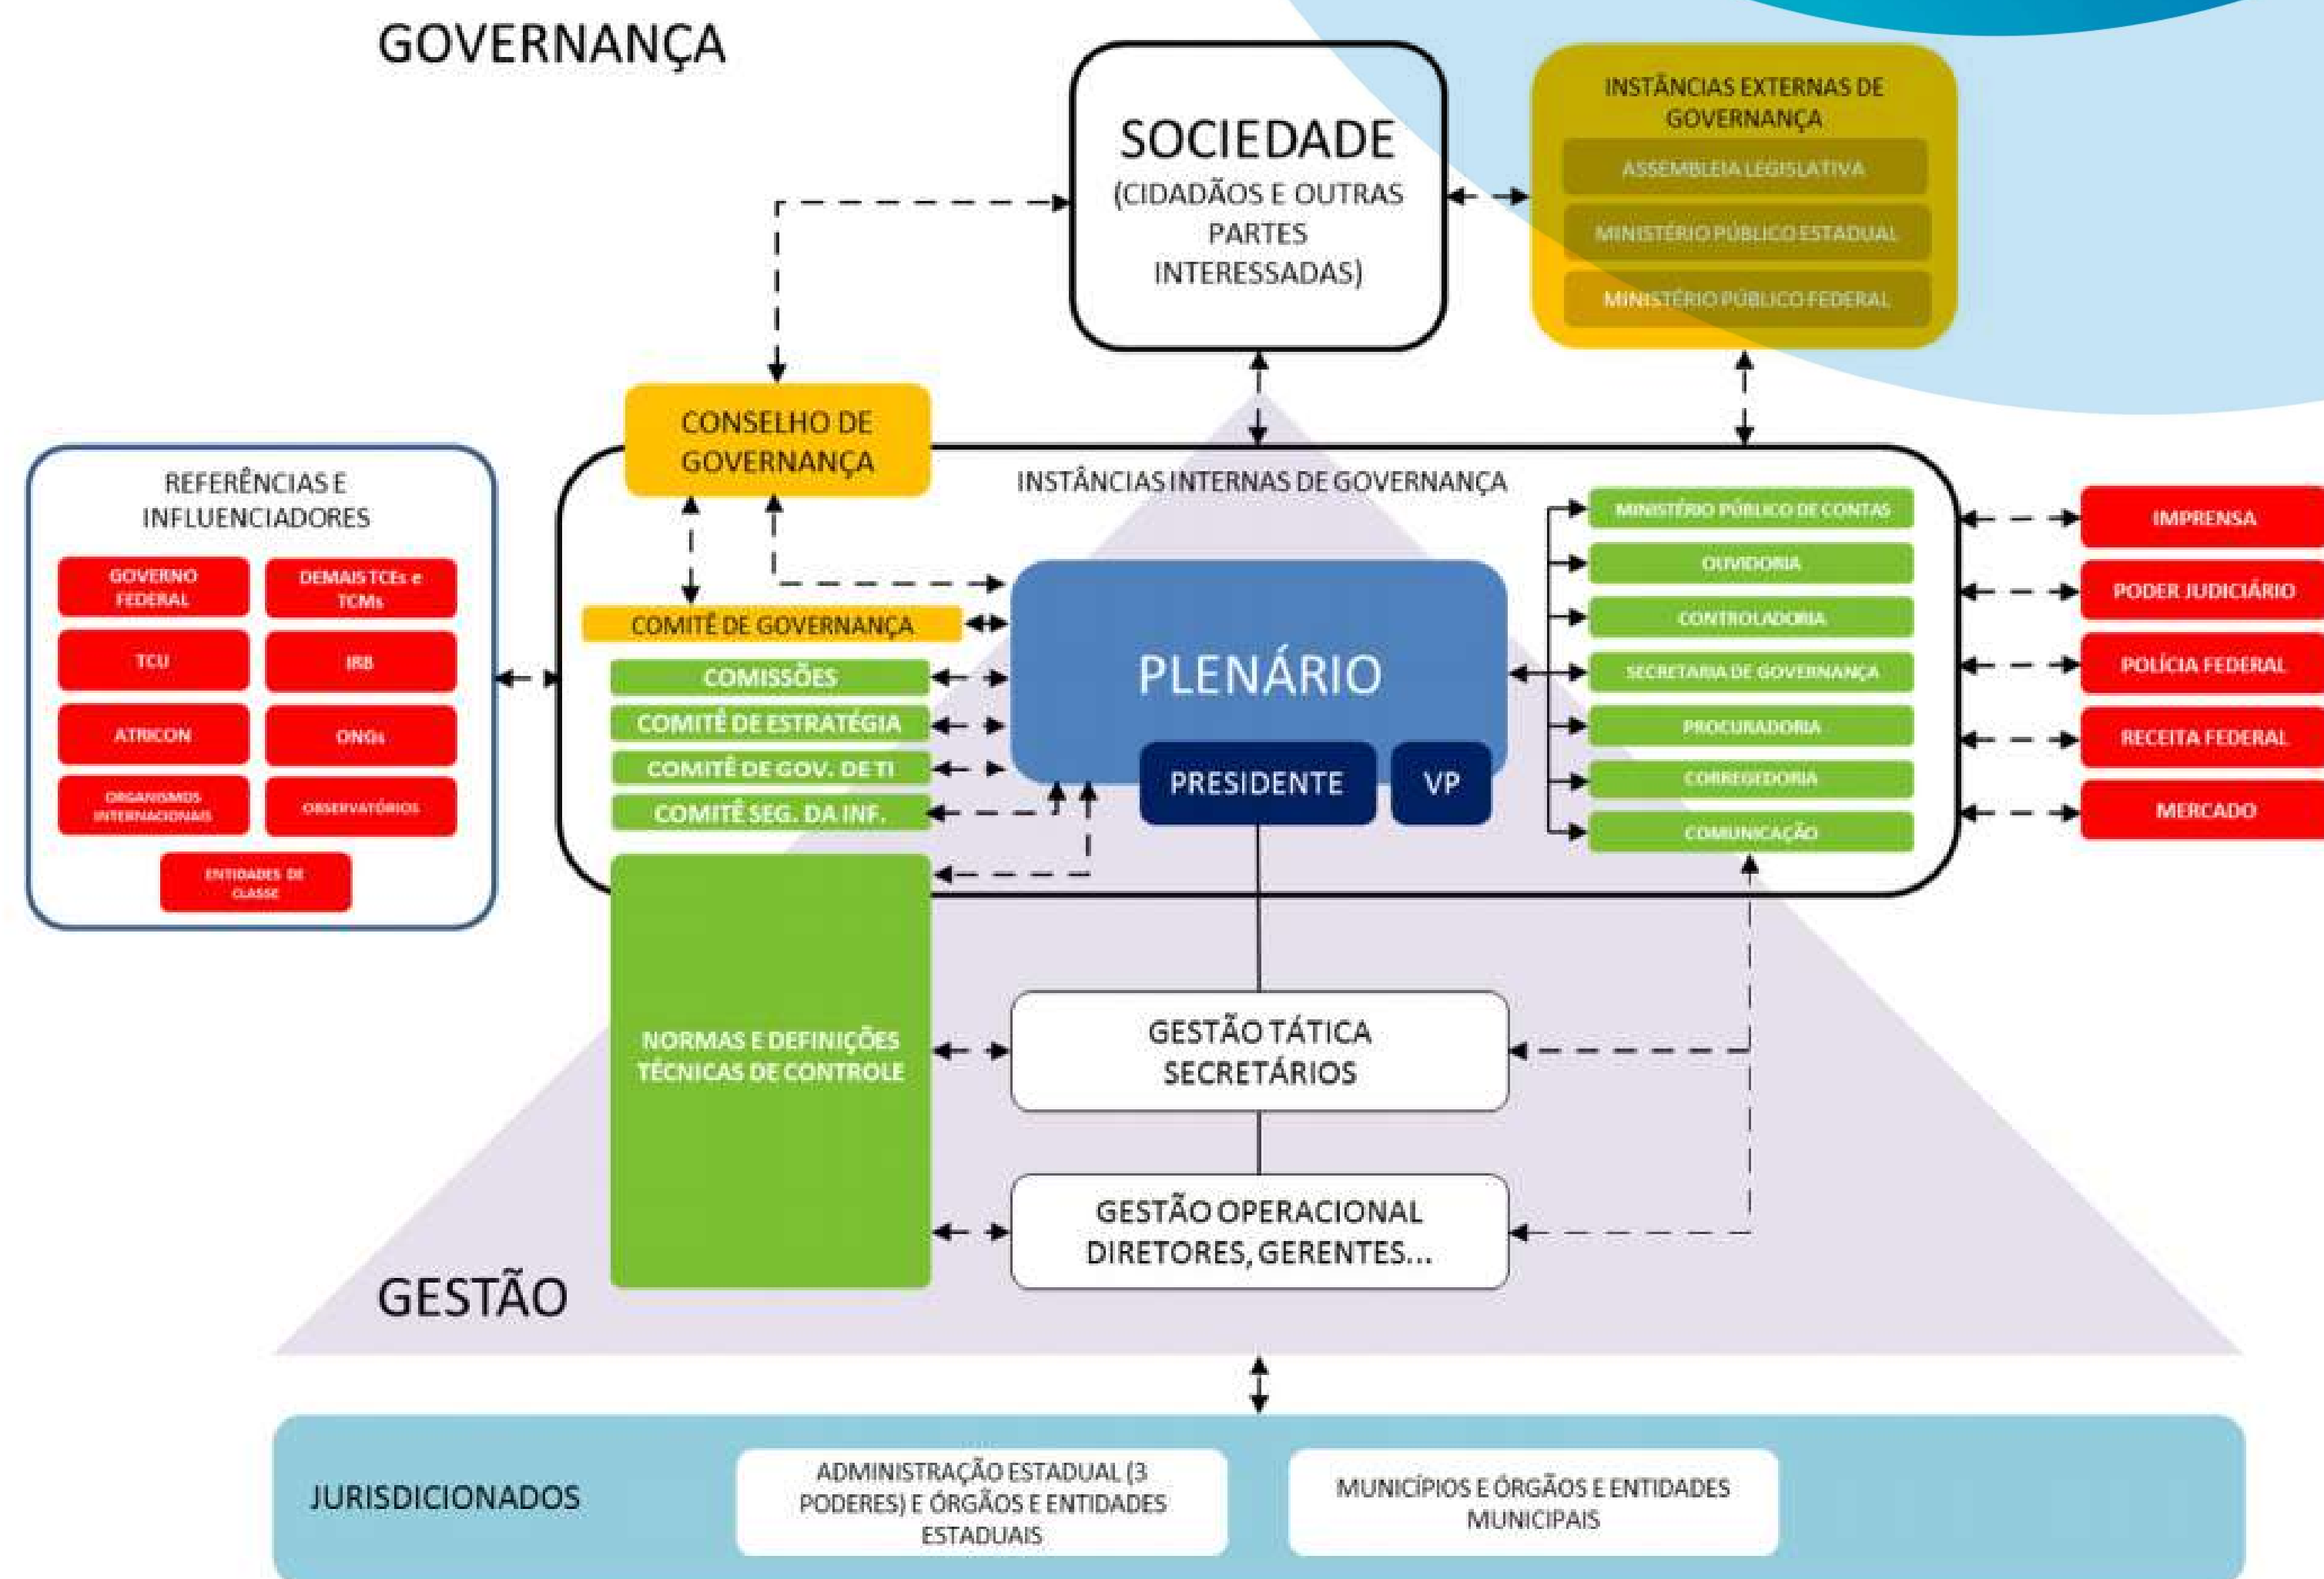 GOVERNANÇA
SOCIEDADE
(CIDADÃOS E OUTRAS
PARTES
INTERESSADAS)
INSTÂNCIAS EXTERNAS DE
GOVERNANÇA
ASSEMBLEIA LEGISLATIVA
MINISTÉRIO PÚBLICO ESTADUAL
MINISTÉRIO PÚBLICO FEDERAL
CONSELHO DE
GOVERNANÇA
REFERÊNCIAS E
INFLUENCIADORES
GOVERNO
FEDERAL
DEMAIS TCEs e
TCMs
TCU
IRB
ATRICON
ONGs
ORGANISMOS
INTERNACIONAIS
OBSERVATÓRIOS
ENTIDADES DE
CLASSE
INSTÂNCIAS INTERNAS DE GOVERNANÇA
COMITÊ DE GOVERNANÇA
COMISSÕES
COMITÊ DE ESTRATÉGIA
COMITÊ DE GOV. DE TI
COMITÊ SEG. DA INF.
PLENÁRIO
PRESIDENTE
VP
MINISTÉRIO PÚBLICO DE CONTAS
OUVIDORIA
CONTROLADORIA
SECRETARIA DE GOVERNANÇA
PROCURADORIA
CORREGEDORIA
COMUNICAÇÃO
IMPRENSA
PODER JUDICIÁRIO
POLÍCIA FEDERAL
RECEITA FEDERAL
MERCADO
NORMAS E DEFINIÇÕES
TÉCNICAS DE CONTROLE
GESTÃO TÁTICA
SECRETÁRIOS
GESTÃO OPERACIONAL
DIRETORES, GERENTES...
GESTÃO
JURISDICIONADOS
ADMINISTRAÇÃO ESTADUAL (3
PODERES) E ÓRGÃOS E ENTIDADES
ESTADUAIS
MUNICÍPIOS E ÓRGÃOS E ENTIDADES
MUNICIPAIS